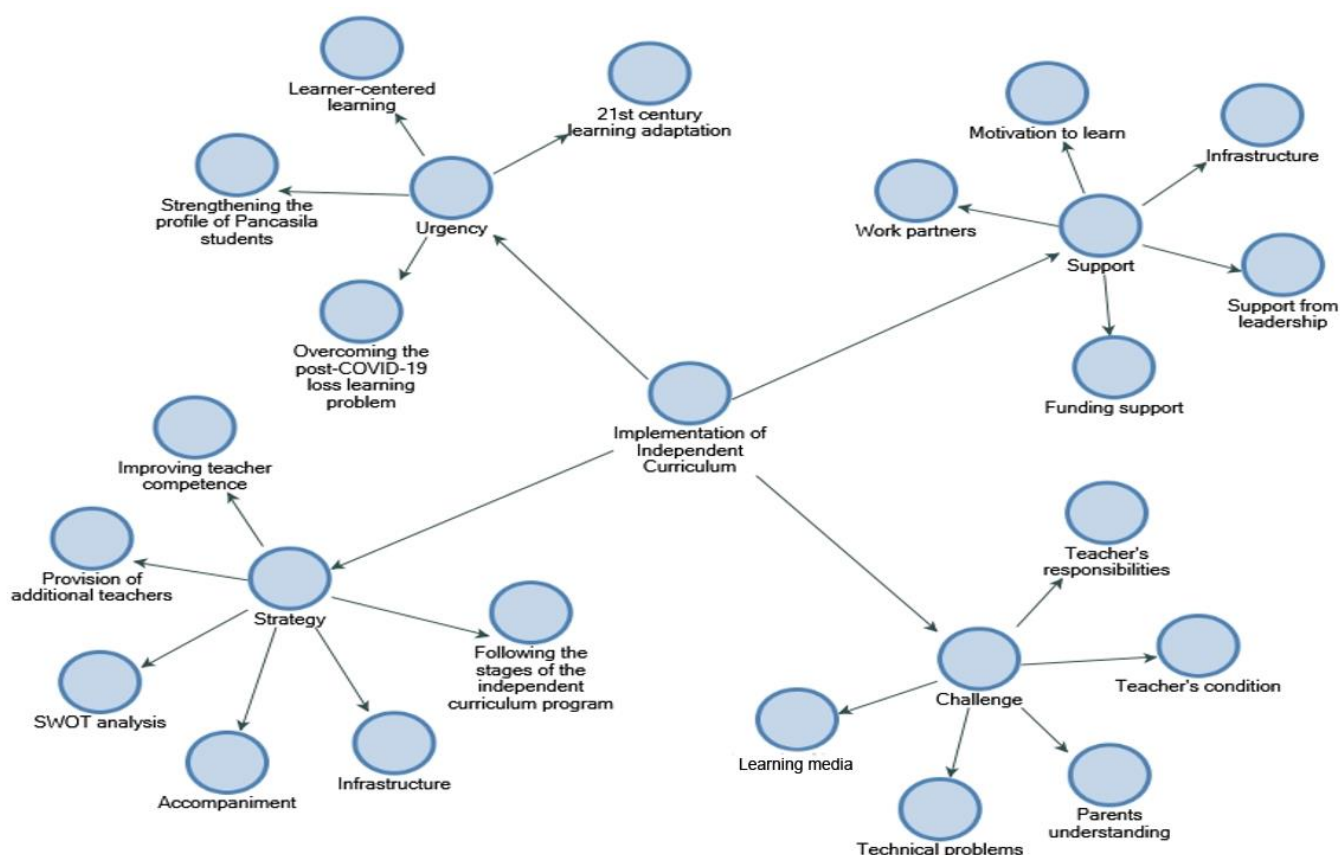 Learner-centered
learning
21st century
learning adaptation
Strengthening the
profile of Pancasila
students
Urgency
Overcoming the
post-COVID-19
loss learning
problem
Motivation to learn
Infrastructure
Work partners
Support
Support from
leadership
Funding support
Implementation of
Independent
Curriculum
Improving teacher
competence
Provision of
additional teachers
Strategy
Following the
stages of the
independent
curriculum program
SWOT analysis
Accompaniment
Infrastructure
Teacher's
responsibilities
Teacher's condition
Challenge
Learning media
Parents
understanding
Technical problems